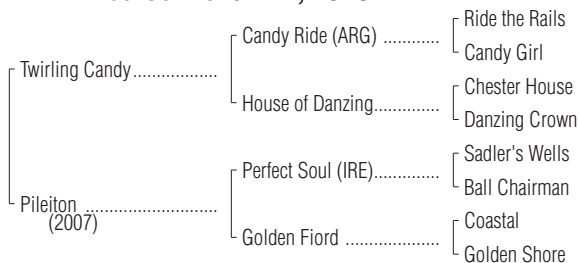 Ride the Rails
Candy Ride (ARG) ............
Candy Girl
Twirling Candy..................
Chester House
House of Danzing..............
Danzing Crown
Sadler's Wells
Perfect Soul (IRE)..............
Ball Chairman
Pileiton ............................
(2007)
Coastal
Golden Fiord ....................
Golden Shore